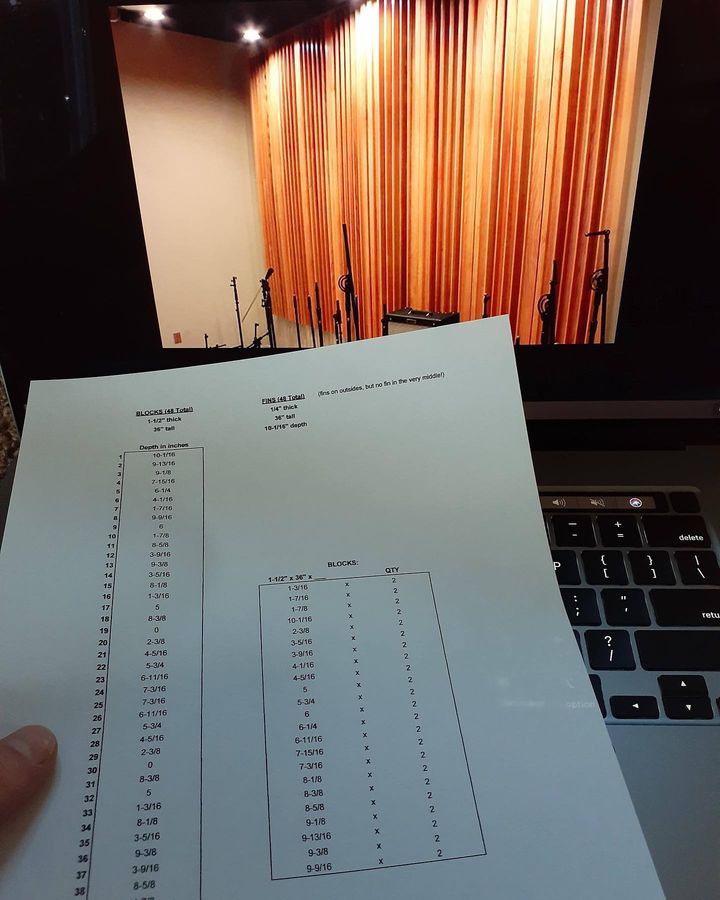 BLOCKS (48 Total)
1-1/2" thick
36" tall
FINS (48 Total)
1/4" thick
36" tall
10-1/16" depth
(fins on outsides, but no fin in the very middle!)
Depth in inches
1 10-1/16
2 9-13/16
3 9-1/8
4 7-15/16
5 6-1/4
6 4-1/16
7 1-7/16
8 9-9/16
9 6
10 1-7/8
11 8-5/8
12 3-9/16
13 9-3/8
14 3-5/16
15 8-1/8
16 1-3/16
17 5
18 8-3/8
19 0
20 2-3/8
21 4-5/16
22 5-3/4
23 6-11/16
24 7-3/16
25 7-3/16
26 6-11/16
27 5-3/4
28 4-5/16
29 2-3/8
30 0
31 8-3/8
32 5
33 1-3/16
34 8-1/8
35 3-5/16
36 9-3/8
37 3-9/16
38 8-5/8
BLOCKS:
1-1/2" x 36" x ___ QTY
1-3/16 x 2
1-7/16 x 2
1-7/8 x 2
10-1/16 x 2
2-3/8 x 2
3-5/16 x 2
3-9/16 x 2
4-1/16 x 2
4-5/16 x 2
5 x 2
5-3/4 x 2
6 x 2
6-1/4 x 2
6-11/16 x 2
7-15/16 x 2
7-3/16 x 2
8-1/8 x 2
8-3/8 x 2
8-5/8 x 2
9-1/8 x 2
9-13/16 x 2
9-3/8 x 2
9-9/16 x 2
_ -
+ =
delete
P
{ [
} ]
| \
: ;
" '
retu
? /
option